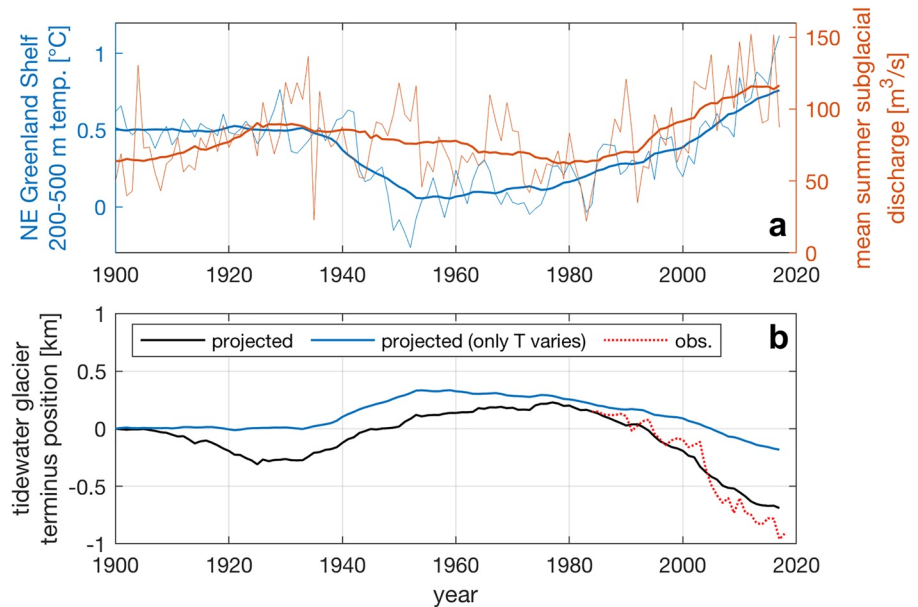 NE Greenland Shelf
200-500 m temp. [°C]
1
0.5
0
150
100
50
0
mean summer subglacial
discharge [m³/s]
a
1900 1920 1940 1960 1980 2000 2020
tidewater glacier
terminus position [km]
1
0.5
0
-0.5
-1
projected projected (only T varies) obs.
b
1900 1920 1940 1960 1980 2000 2020
year